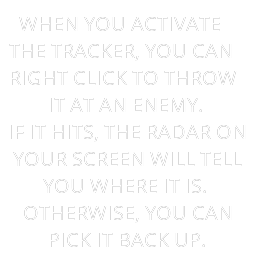 WHEN YOU ACTIVATE
THE TRACKER, YOU CAN
RIGHT CLICK TO THROW
IT AT AN ENEMY.
IF IT HITS, THE RADAR ON
YOUR SCREEN WILL TELL
YOU WHERE IT IS.
OTHERWISE, YOU CAN
PICK IT BACK UP.